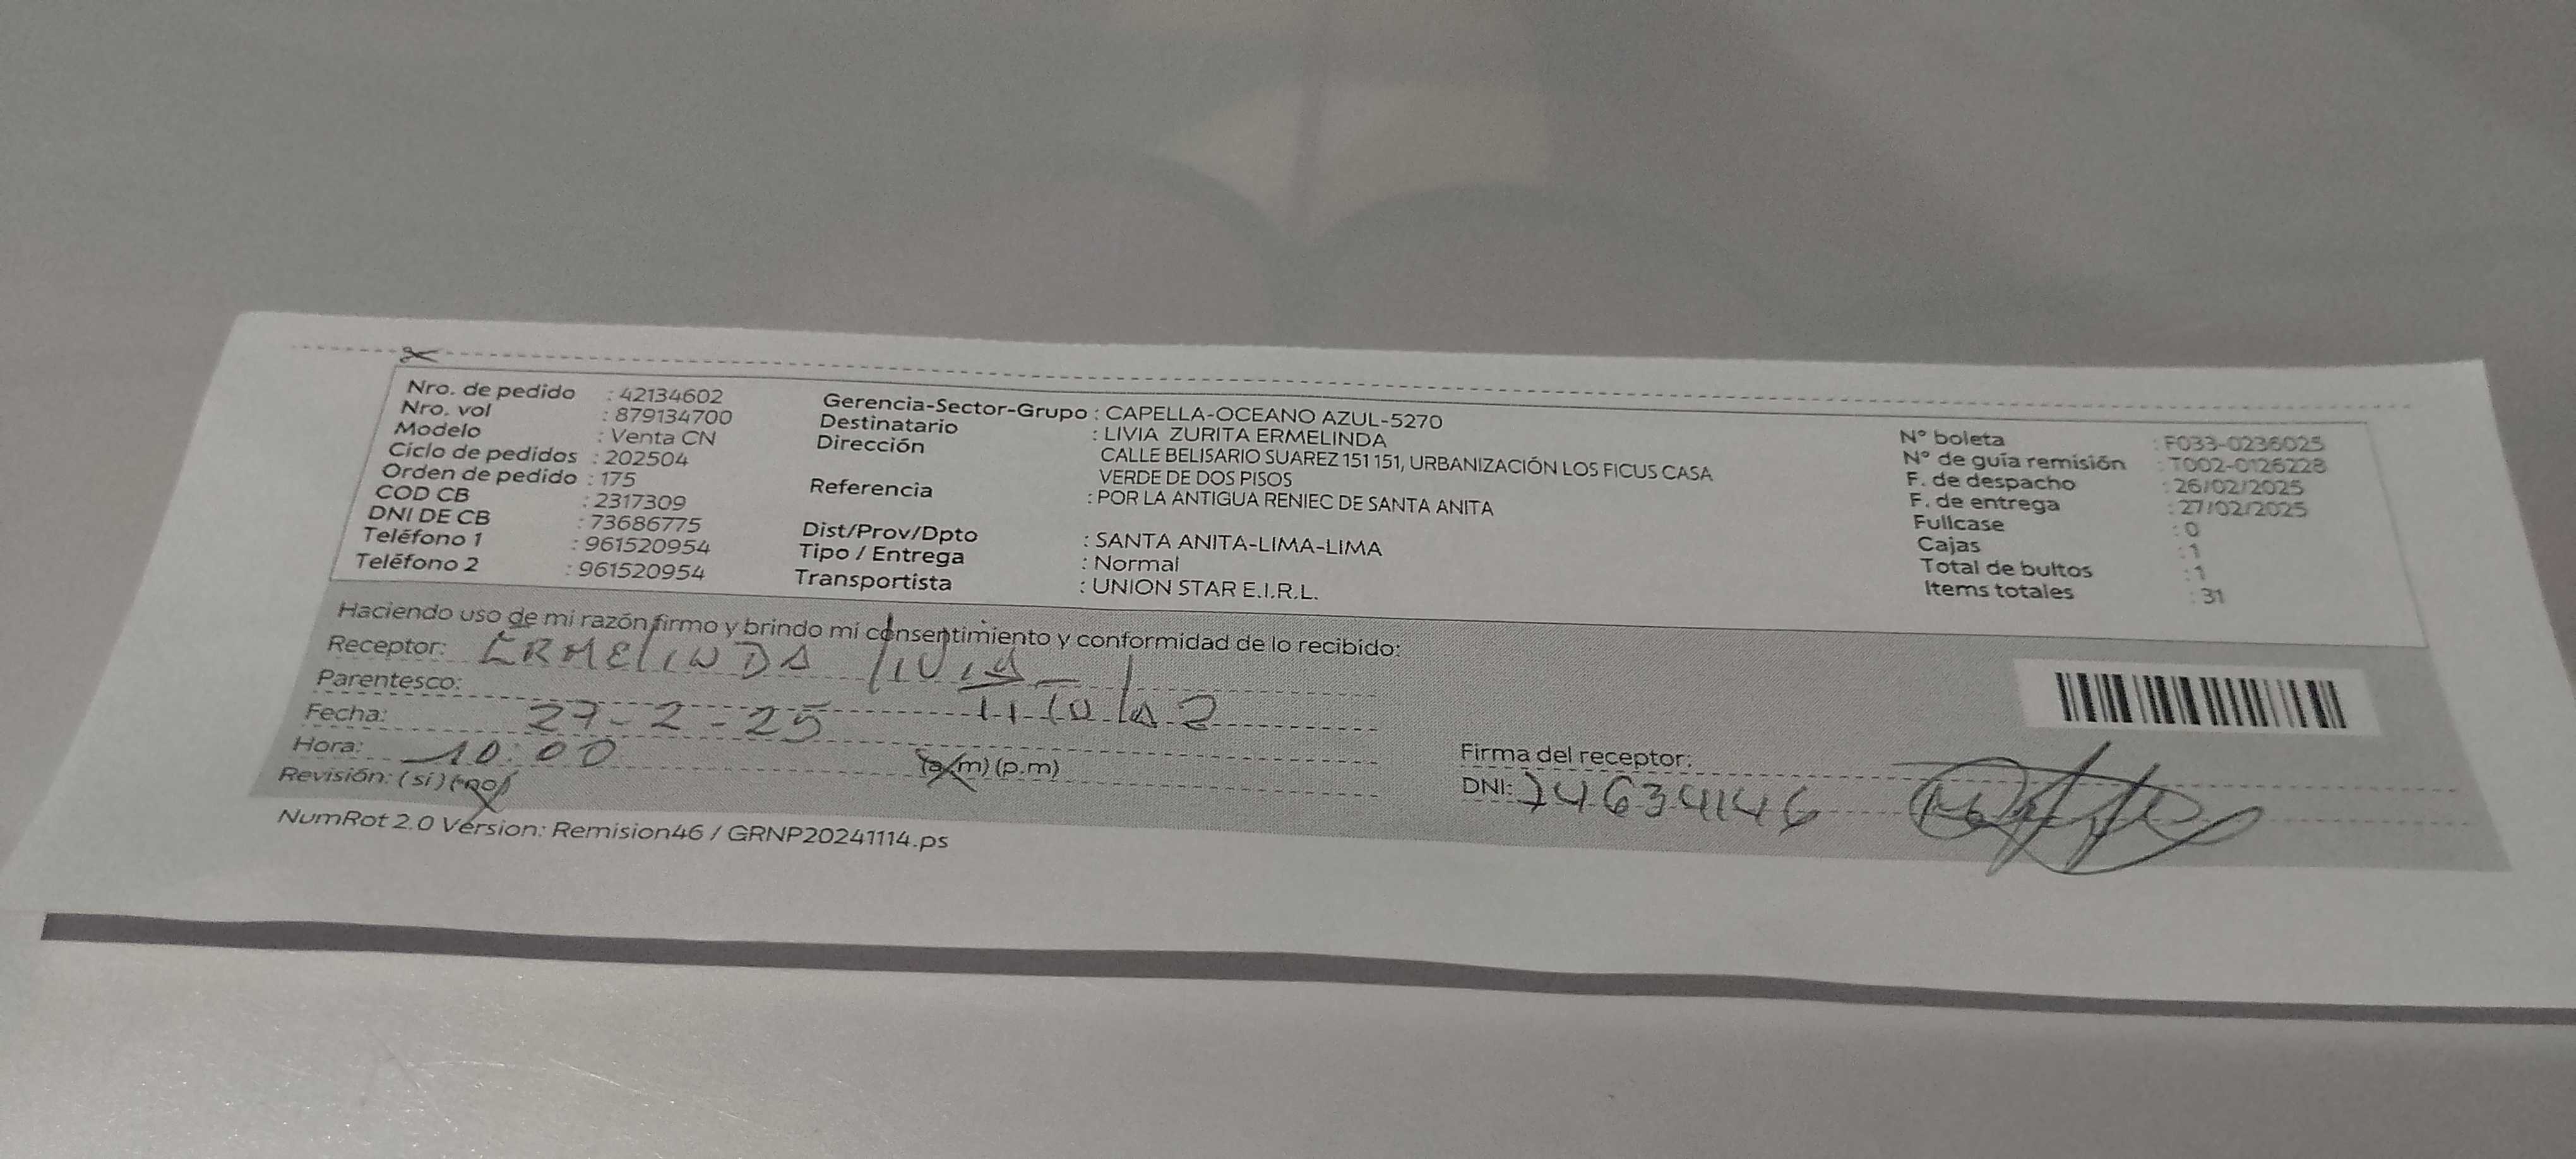 Nro. de pedido : 42134602
Nro. vol : 879134700
Modelo : Venta CN
Ciclo de pedidos : 202504
Orden de pedido : 175
COD CB : 2317309
DNI DE CB : 73686775
Teléfono 1 : 961520954
Teléfono 2 : 961520954
Gerencia-Sector-Grupo : CAPELLA-OCEANO AZUL-5270
Destinatario : LIVIA ZURITA ERMELINDA
Dirección CALLE BELISARIO SUAREZ 151 151, URBANIZACIÓN LOS FICUS CASA
VERDE DE DOS PISOS
Referencia : POR LA ANTIGUA RENIEC DE SANTA ANITA
Dist/Prov/Dpto : SANTA ANITA-LIMA-LIMA
Tipo / Entrega : Normal
Transportista : UNION STAR E.I.R.L.
N° boleta : F033-0236025
N° de guía remisión : T002-0126228
F. de despacho : 26/02/2025
F. de entrega : 27/02/2025
Fullcase : 0
Cajas : 1
Total de bultos : 1
Items totales : 31
Haciendo uso de mi razón firmo y brindo mi consentimiento y conformidad de lo recibido:
Receptor: ERMELINDA LIVIA
Parentesco: TITULAR
Fecha: 27-2-25
Hora: 10:00 (a.m) (p.m)
Revisión: (si) (no)
Firma del receptor:
DNI: 74634146
NumRot 2.0 Version: Remision46 / GRNP20241114.ps